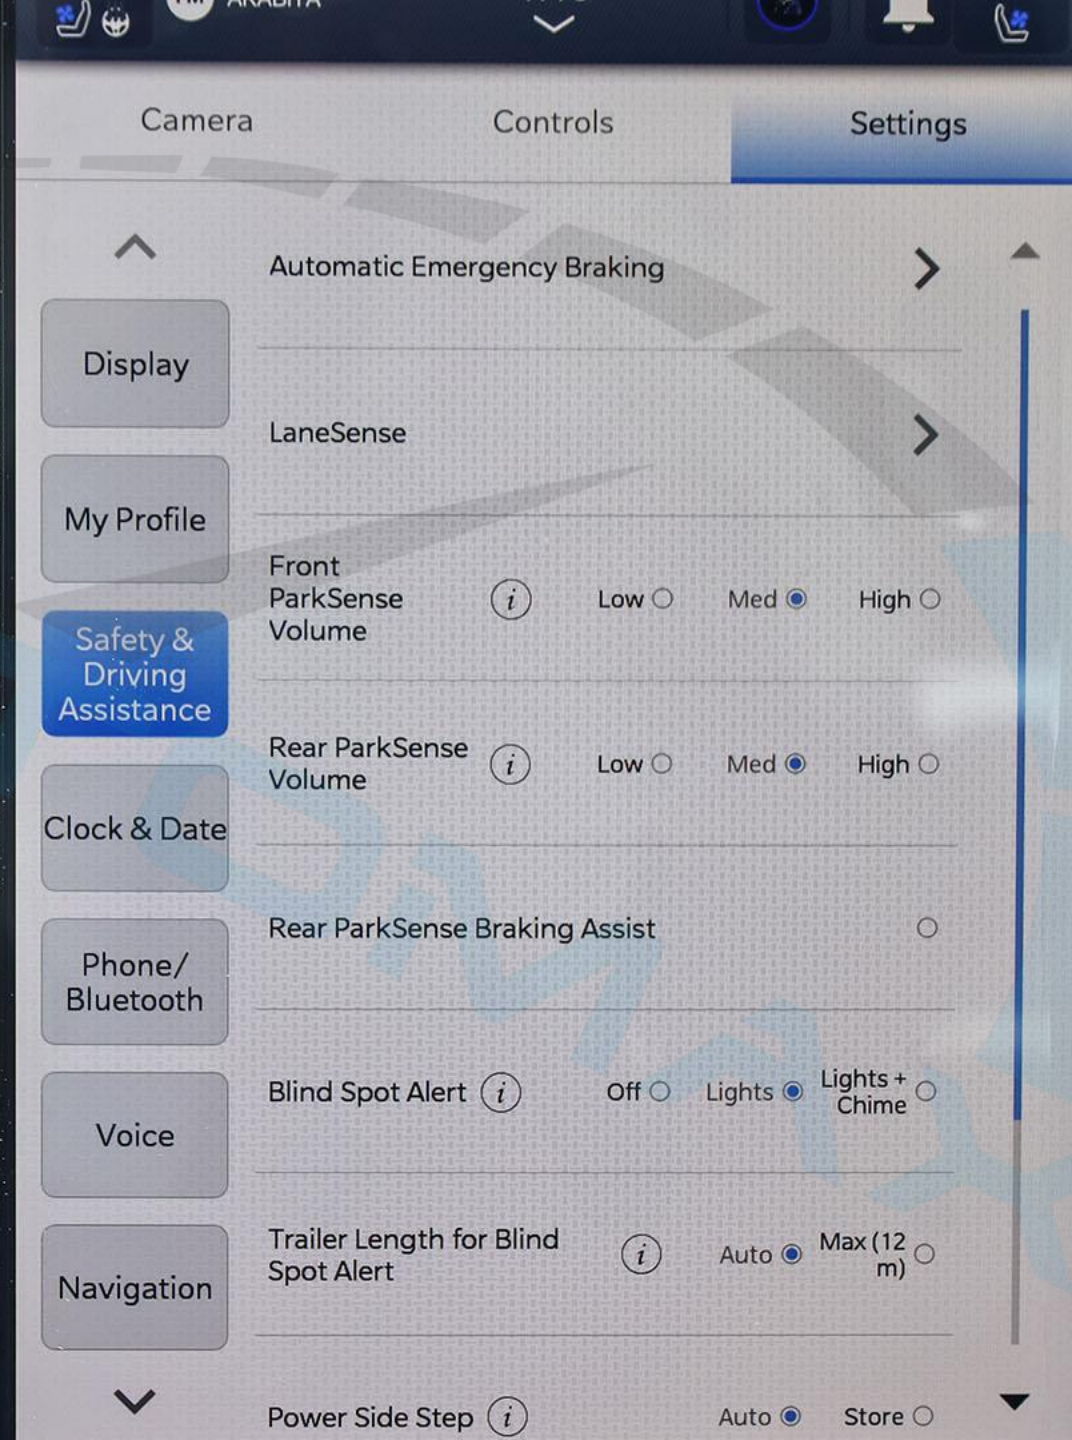 Camera Controls Settings
Automatic Emergency Braking
Display
LaneSense
My Profile
Front
ParkSense
Volume
i
Low
Med
High
Safety &
Driving
Assistance
Rear ParkSense
Volume
i
Low
Med
High
Clock & Date
Rear ParkSense Braking Assist
Phone/
Bluetooth
Blind Spot Alert
i
Off
Lights
Lights +
Chime
Voice
Trailer Length for Blind
Spot Alert
i
Auto
Max (12
m)
Navigation
Power Side Step
i
Auto
Store